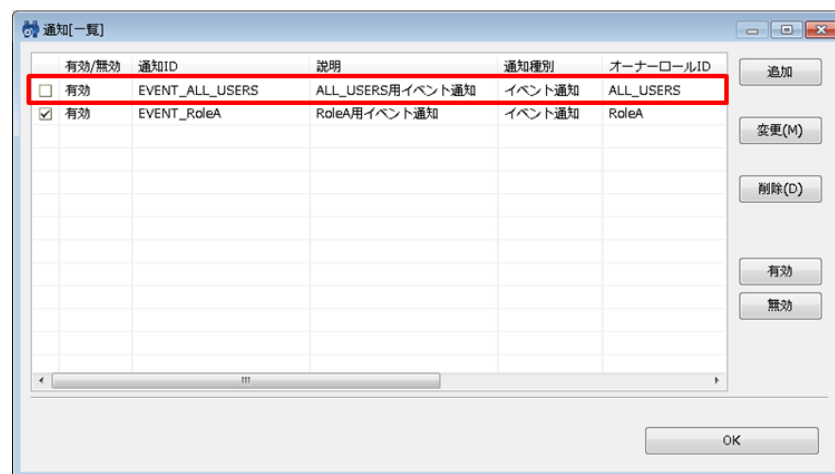 通知[一覧]
有効/無効 通知ID 説明 通知種別 オーナーロールID
有効 EVENT_ALL_USERS ALL_USERS用イベント通知 イベント通知 ALL_USERS
有効 EVENT_RoleA RoleA用イベント通知 イベント通知 RoleA
追加
変更(M)
削除(D)
有効
無効
OK